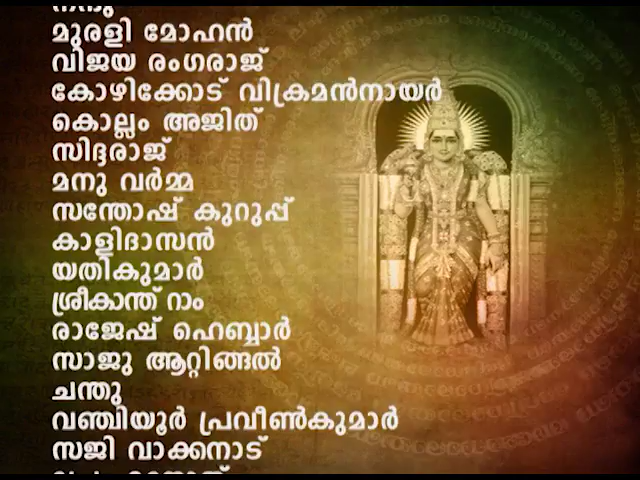 നന്ദു
മുരളി മോഹൻ
വിജയ രംഗരാജ്
കോഴിക്കോട് വിക്രമൻനായർ
കൊല്ലം അജിത്
സിദ്ദരാജ്
മനു വർമ്മ
സന്തോഷ് കുറുപ്പ്
കാളിദാസൻ
യതികുമാർ
ശ്രീകാന്ത് റാം
രാജേഷ് ഹെബ്ബാർ
സാജു ആറ്റിങ്ങൽ
ചന്തു
വഞ്ചിയൂർ പ്രവീൺകുമാർ
സജി വാക്കനാട്